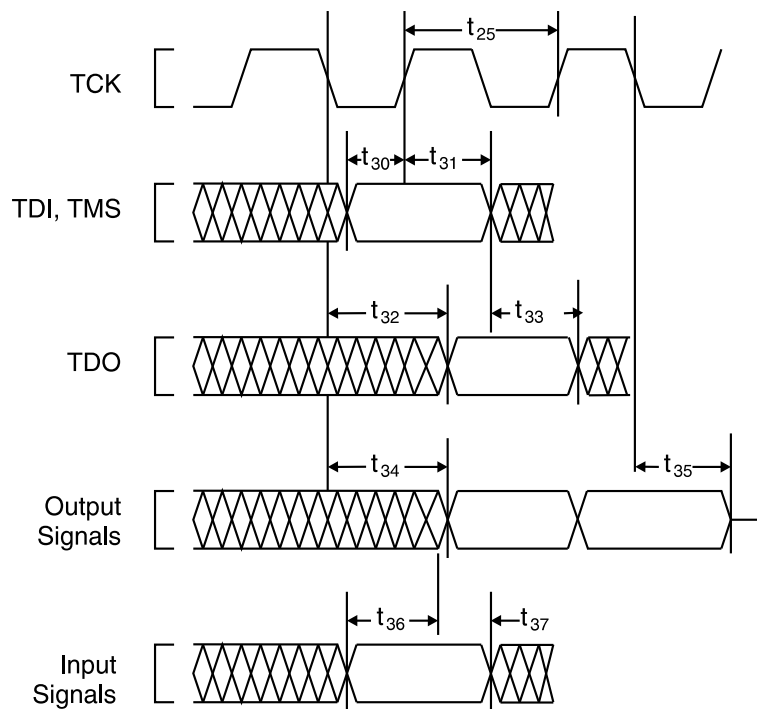 t25
TCK
t30 t31
TDI, TMS
t32 t33
TDO
t34 t35
Output
Signals
t36 t37
Input
Signals